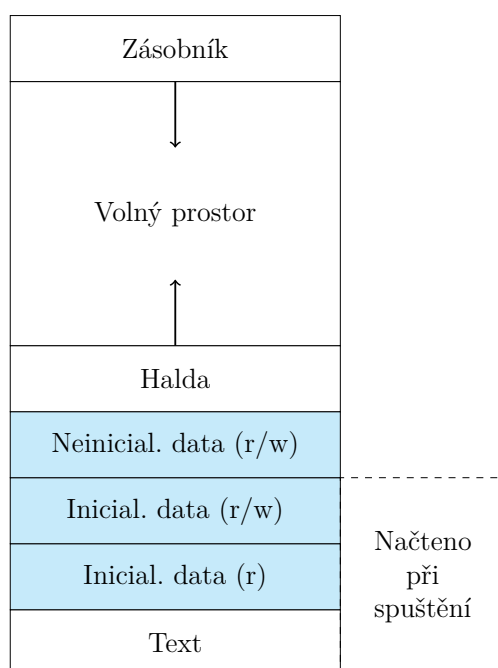 Zásobník
Volný prostor
Halda
Neinicial. data (r/w)
Inicial. data (r/w)
Inicial. data (r)
Text
Načteno
při
spuštění